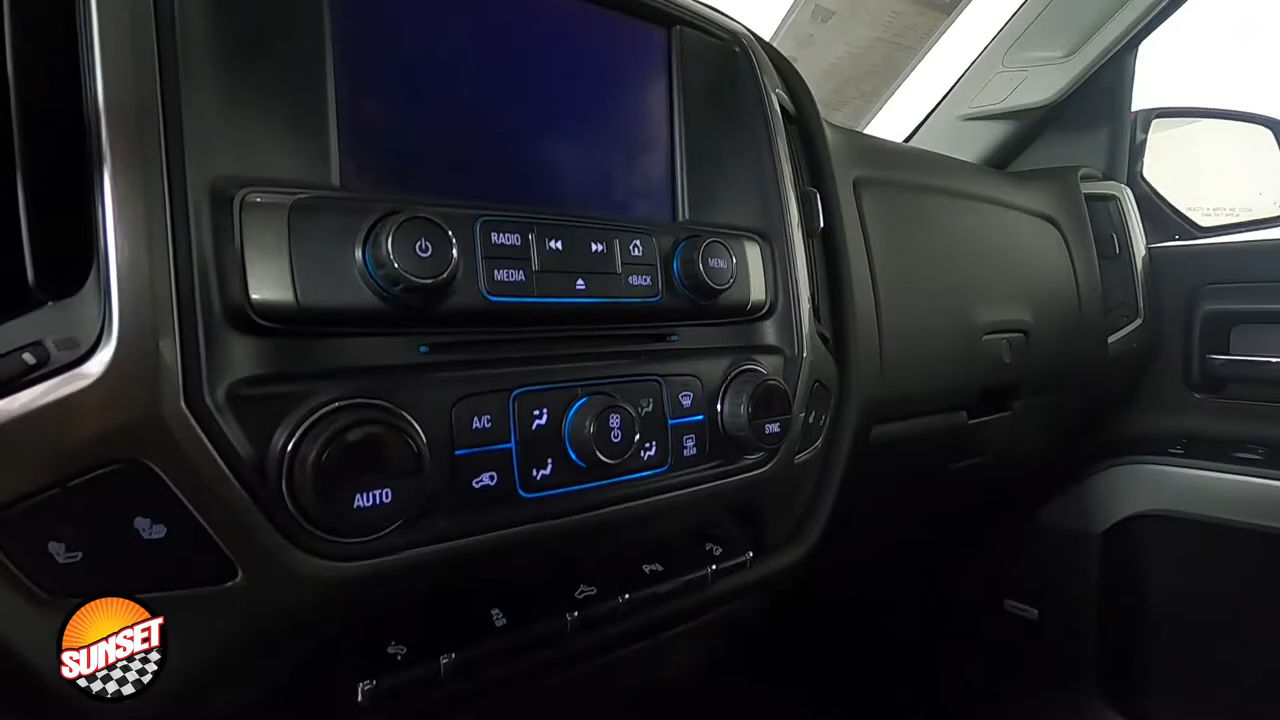 RADIO
MEDIA
BACK
MENU
A/C
AUTO
REAR
SYNC
SUNSET